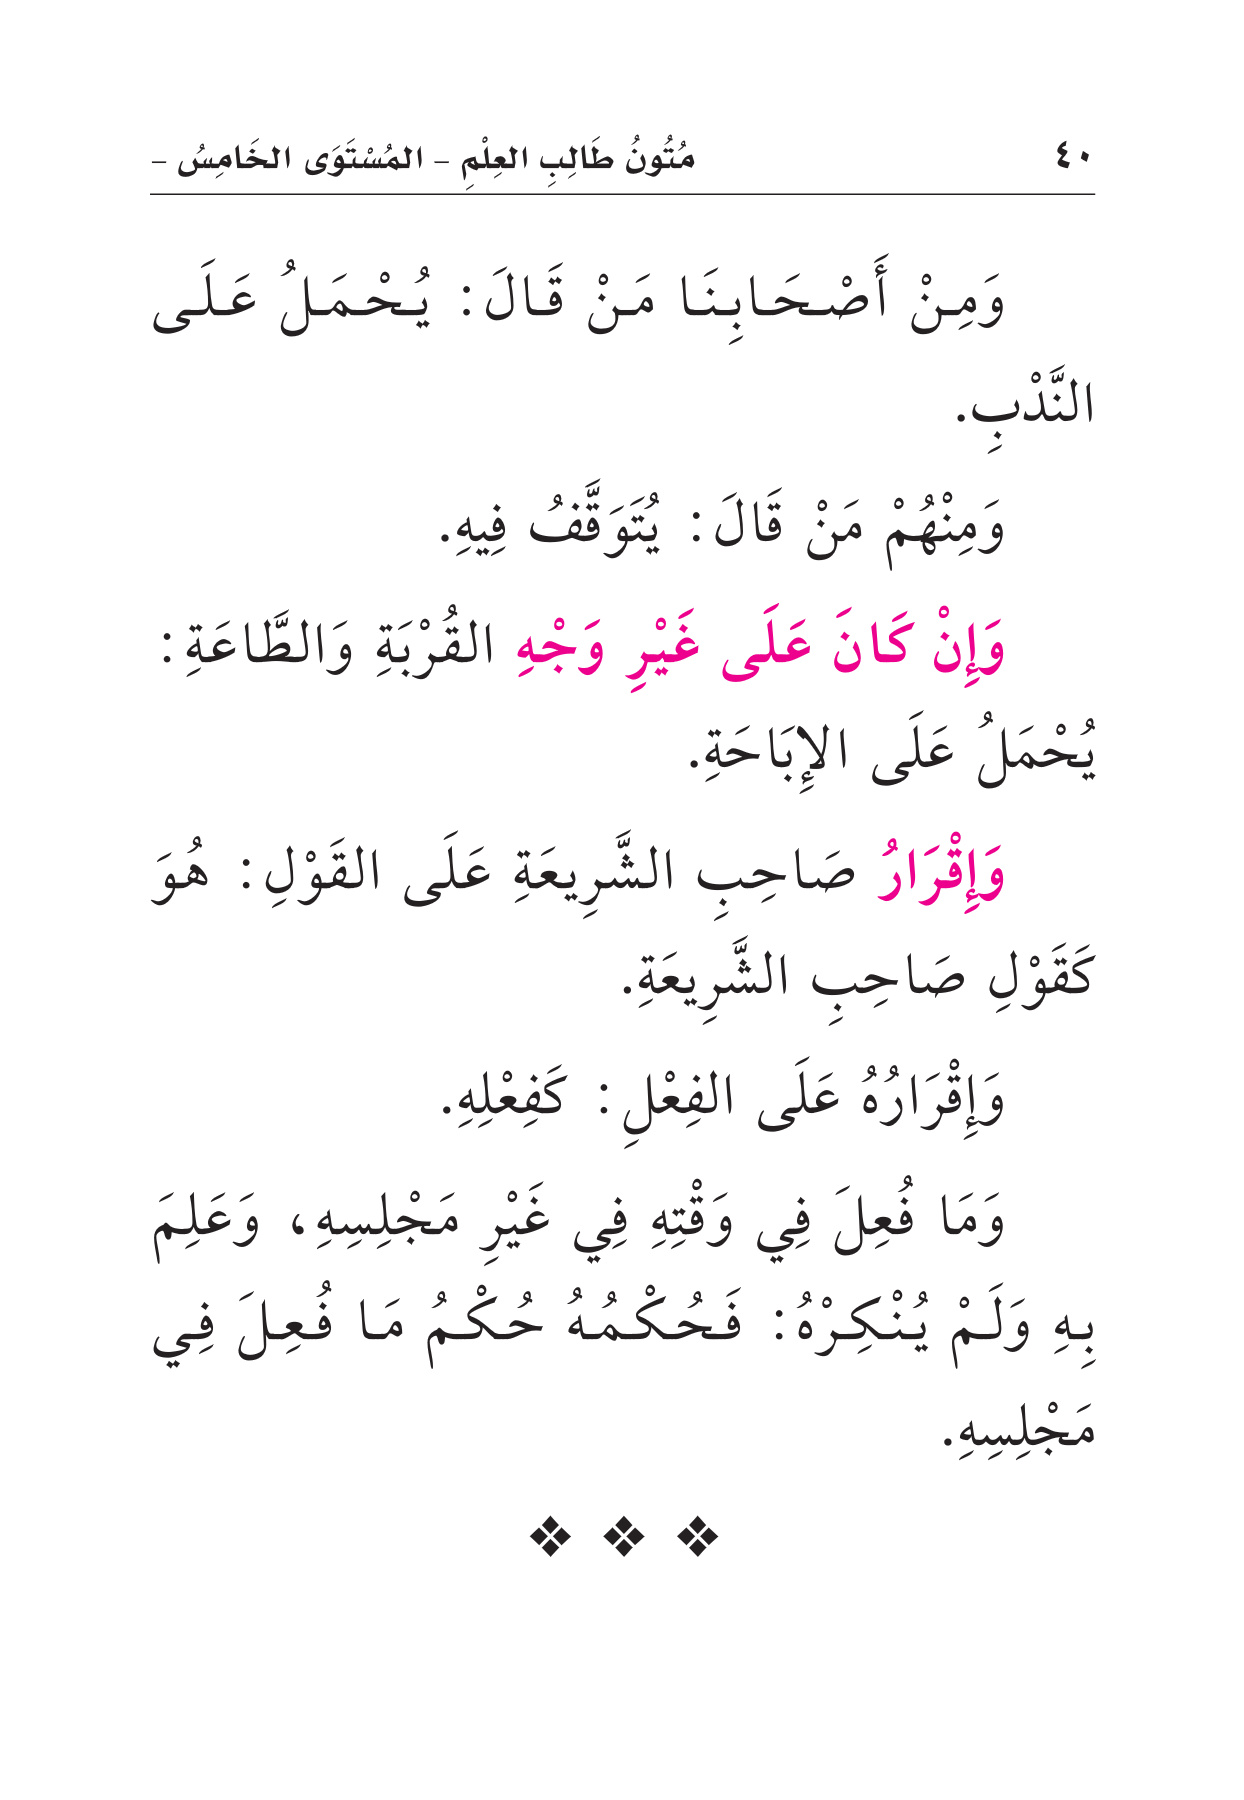 ٤٠ مُتُونُ طَالِبِ العِلْمِ – المُسْتَوَى الخَامِسُ –
وَمِنْ أَصْحَابِنَا مَنْ قَالَ: يُحْمَلُ عَلَى
النَّدْبِ.
وَمِنْهُمْ مَنْ قَالَ: يُتَوَقَّفُ فِيهِ.
وَإِنْ كَانَ عَلَى غَيْرِ وَجْهِ القُرْبَةِ وَالطَّاعَةِ:
يُحْمَلُ عَلَى الإِبَاحَةِ.
وَإِقْرَارُ صَاحِبِ الشَّرِيعَةِ عَلَى القَوْلِ: هُوَ
كَقَوْلِ صَاحِبِ الشَّرِيعَةِ.
وَإِقْرَارُهُ عَلَى الفِعْلِ: كَفِعْلِهِ.
وَمَا فُعِلَ فِي وَقْتِهِ فِي غَيْرِ مَجْلِسِهِ، وَعَلِمَ
بِهِ وَلَمْ يُنْكِرْهُ: فَحُكْمُهُ حُكْمُ مَا فُعِلَ فِي
مَجْلِسِهِ.